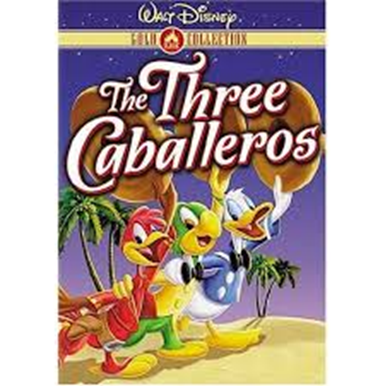 Walt Disney
GOLD COLLECTION
The Three
Caballeros